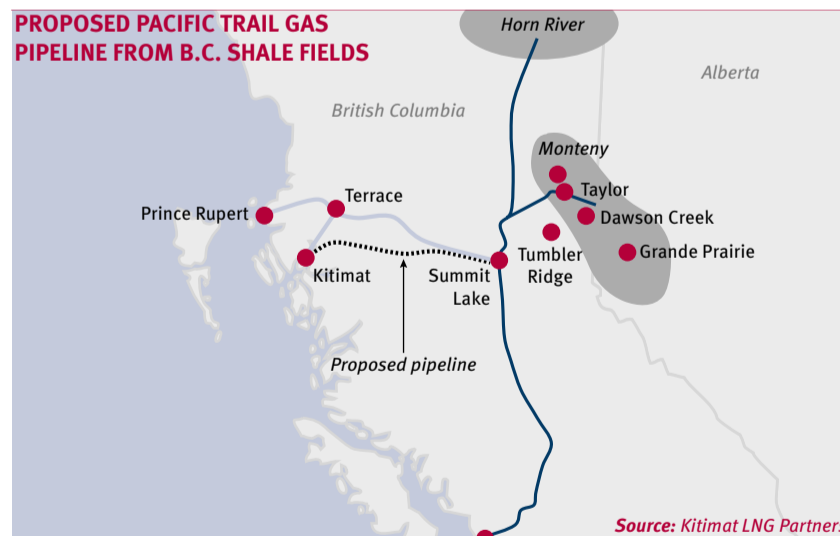 PROPOSED PACIFIC TRAIL GAS
PIPELINE FROM B.C. SHALE FIELDS
Horn River
Alberta
British Columbia
Monteny
Taylor
Terrace
Prince Rupert
Dawson Creek
Grande Prairie
Tumbler
Ridge
Kitimat
Summit
Lake
Proposed pipeline
Source: Kitimat LNG Partners